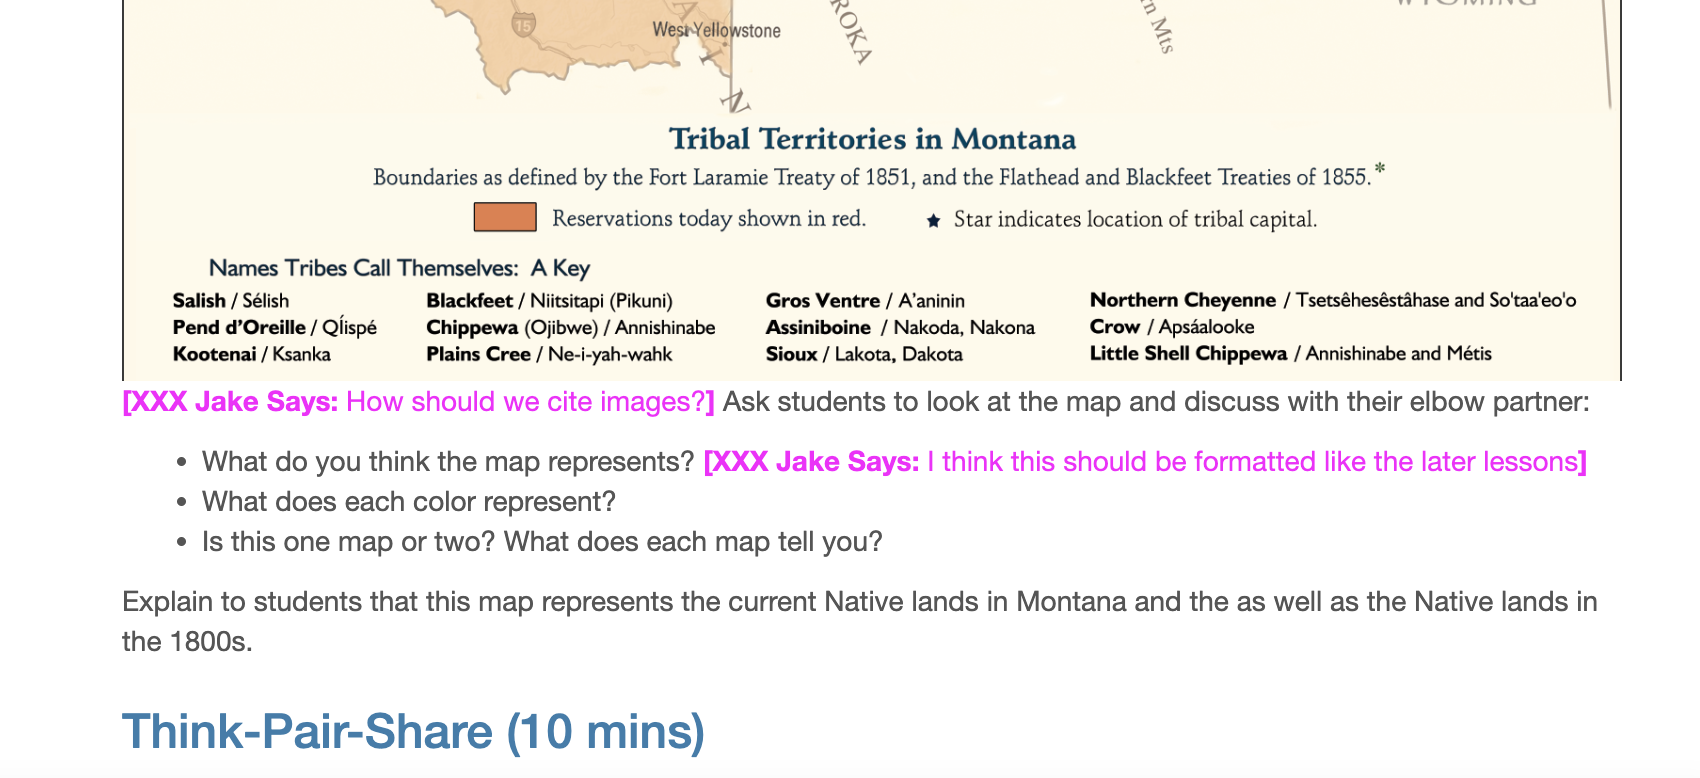 WYOMING
15
West Yellowstone
ROKA
rn Mts
A
I
N
Tribal Territories in Montana
Boundaries as defined by the Fort Laramie Treaty of 1851, and the Flathead and Blackfeet Treaties of 1855.*
Reservations today shown in red. ★ Star indicates location of tribal capital.
Names Tribes Call Themselves: A Key
Salish / Sélish
Pend d’Oreille / Qĺispé
Kootenai / Ksanka
Blackfeet / Niitsitapi (Pikuni)
Chippewa (Ojibwe) / Annishinabe
Plains Cree / Ne-i-yah-wahk
Gros Ventre / A’aninin
Assiniboine / Nakoda, Nakona
Sioux / Lakota, Dakota
Northern Cheyenne / Tsetsêhesêstâhase and So'taa'eo'o
Crow / Apsáalooke
Little Shell Chippewa / Annishinabe and Métis
[XXX Jake Says: How should we cite images?] Ask students to look at the map and discuss with their elbow partner:
• What do you think the map represents? [XXX Jake Says: I think this should be formatted like the later lessons]
• What does each color represent?
• Is this one map or two? What does each map tell you?
Explain to students that this map represents the current Native lands in Montana and the as well as the Native lands in
the 1800s.
Think-Pair-Share (10 mins)